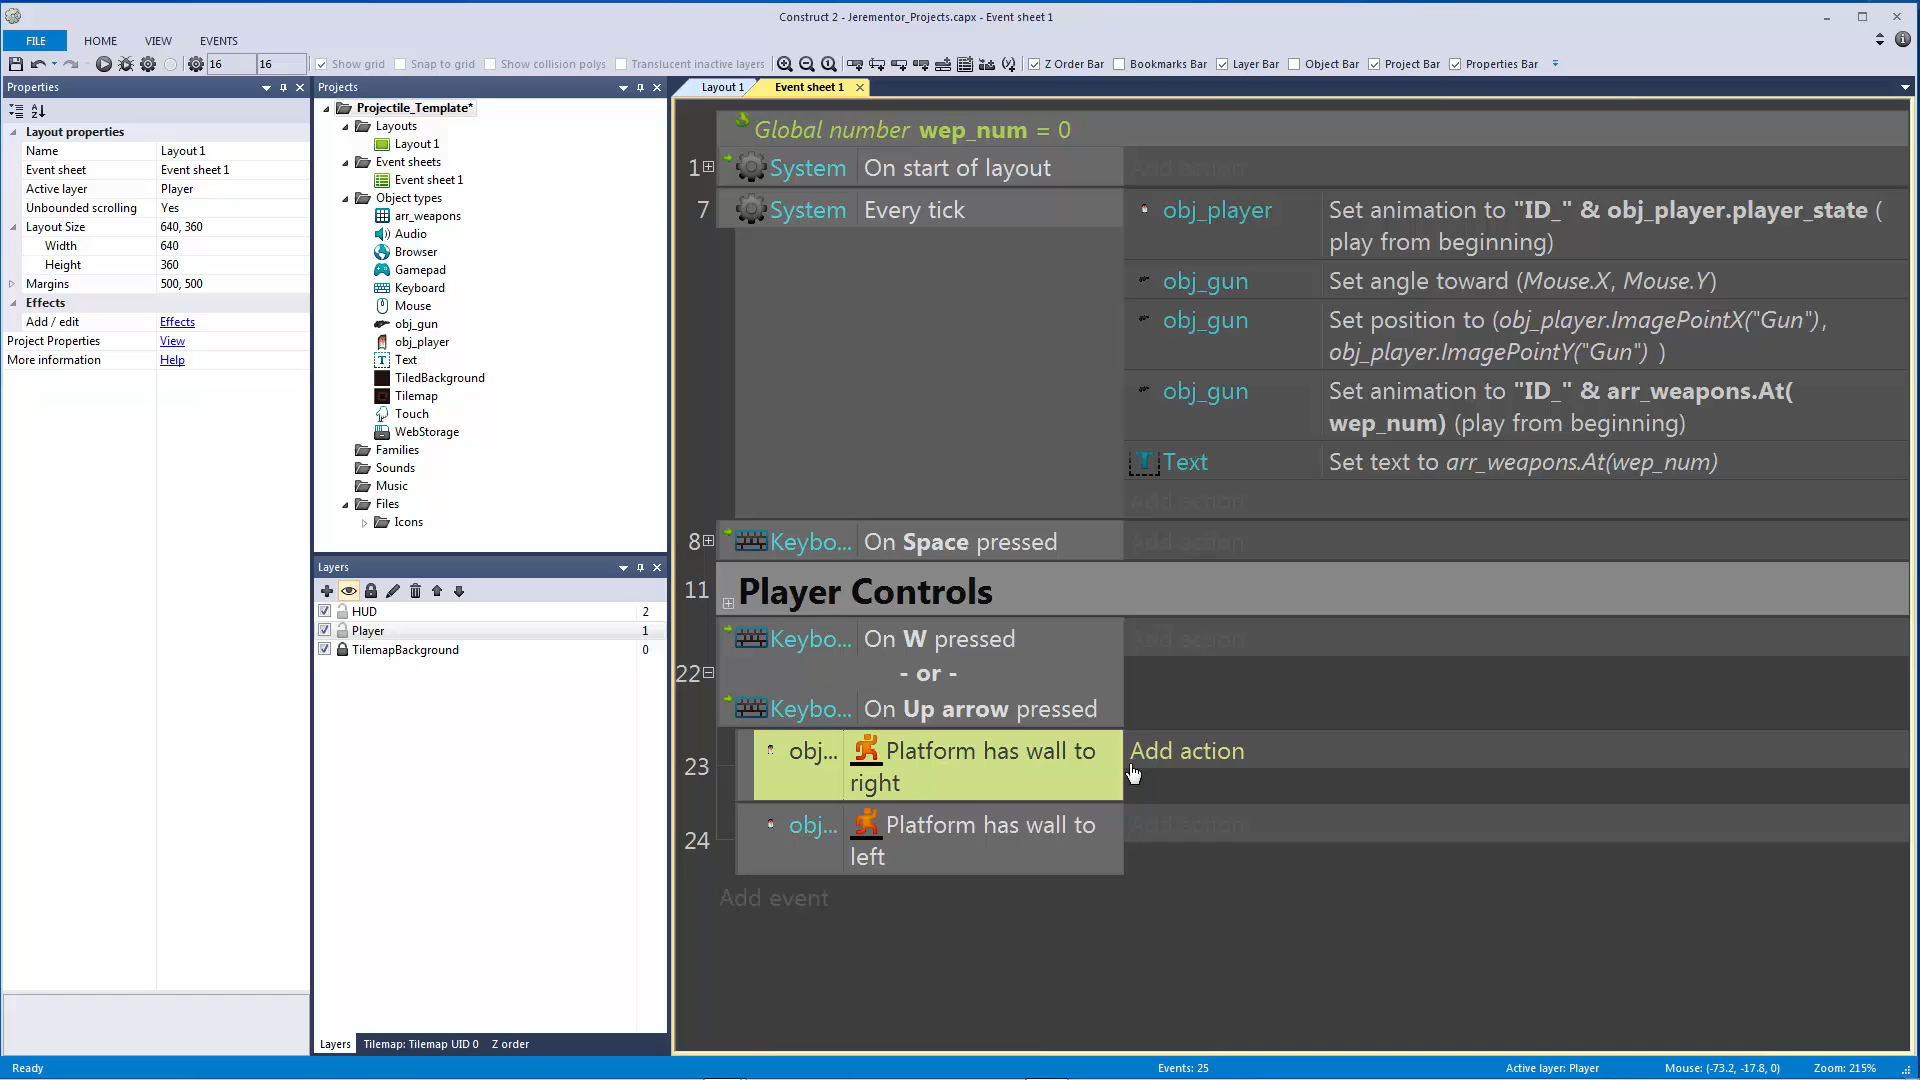 Construct 2 - Jerementor_Projects.capx - Event sheet 1
FILE HOME VIEW EVENTS
16 16 Show grid Snap to grid Show collision polys Translucent inactive layers Z Order Bar Bookmarks Bar Layer Bar Object Bar Project Bar Properties Bar
Properties
Layout properties
Name Layout 1
Event sheet Event sheet 1
Active layer Player
Unbounded scrolling Yes
Layout Size 640, 360
Width 640
Height 360
Margins 500, 500
Effects
Add / edit Effects
Project Properties View
More information Help
Projects
Projectile_Template*
Layouts
Layout 1
Event sheets
Event sheet 1
Object types
arr_weapons
Audio
Browser
Gamepad
Keyboard
Mouse
obj_gun
obj_player
Text
TiledBackground
Tilemap
Touch
WebStorage
Families
Sounds
Music
Files
Icons
Layers
HUD 2
Player 1
TilemapBackground 0
Layers Tilemap: Tilemap UID 0 Z order
Layout 1 Event sheet 1
Global number wep_num = 0
1 System On start of layout Add action
7 System Every tick
obj_player Set animation to "ID_" & obj_player.player_state (
play from beginning)
obj_gun Set angle toward (Mouse.X, Mouse.Y)
obj_gun Set position to (obj_player.ImagePointX("Gun"),
obj_player.ImagePointY("Gun") )
obj_gun Set animation to "ID_" & arr_weapons.At(
wep_num) (play from beginning)
Text Set text to arr_weapons.At(wep_num)
Add action
8 Keybo... On Space pressed Add action
11 Player Controls
Keybo... On W pressed Add action
22 - or -
Keybo... On Up arrow pressed
23 obj... Platform has wall to Add action
right
24 obj... Platform has wall to Add action
left
Add event
Ready Events: 25 Active layer: Player Mouse: (-73.2, -17.8, 0) Zoom: 215%